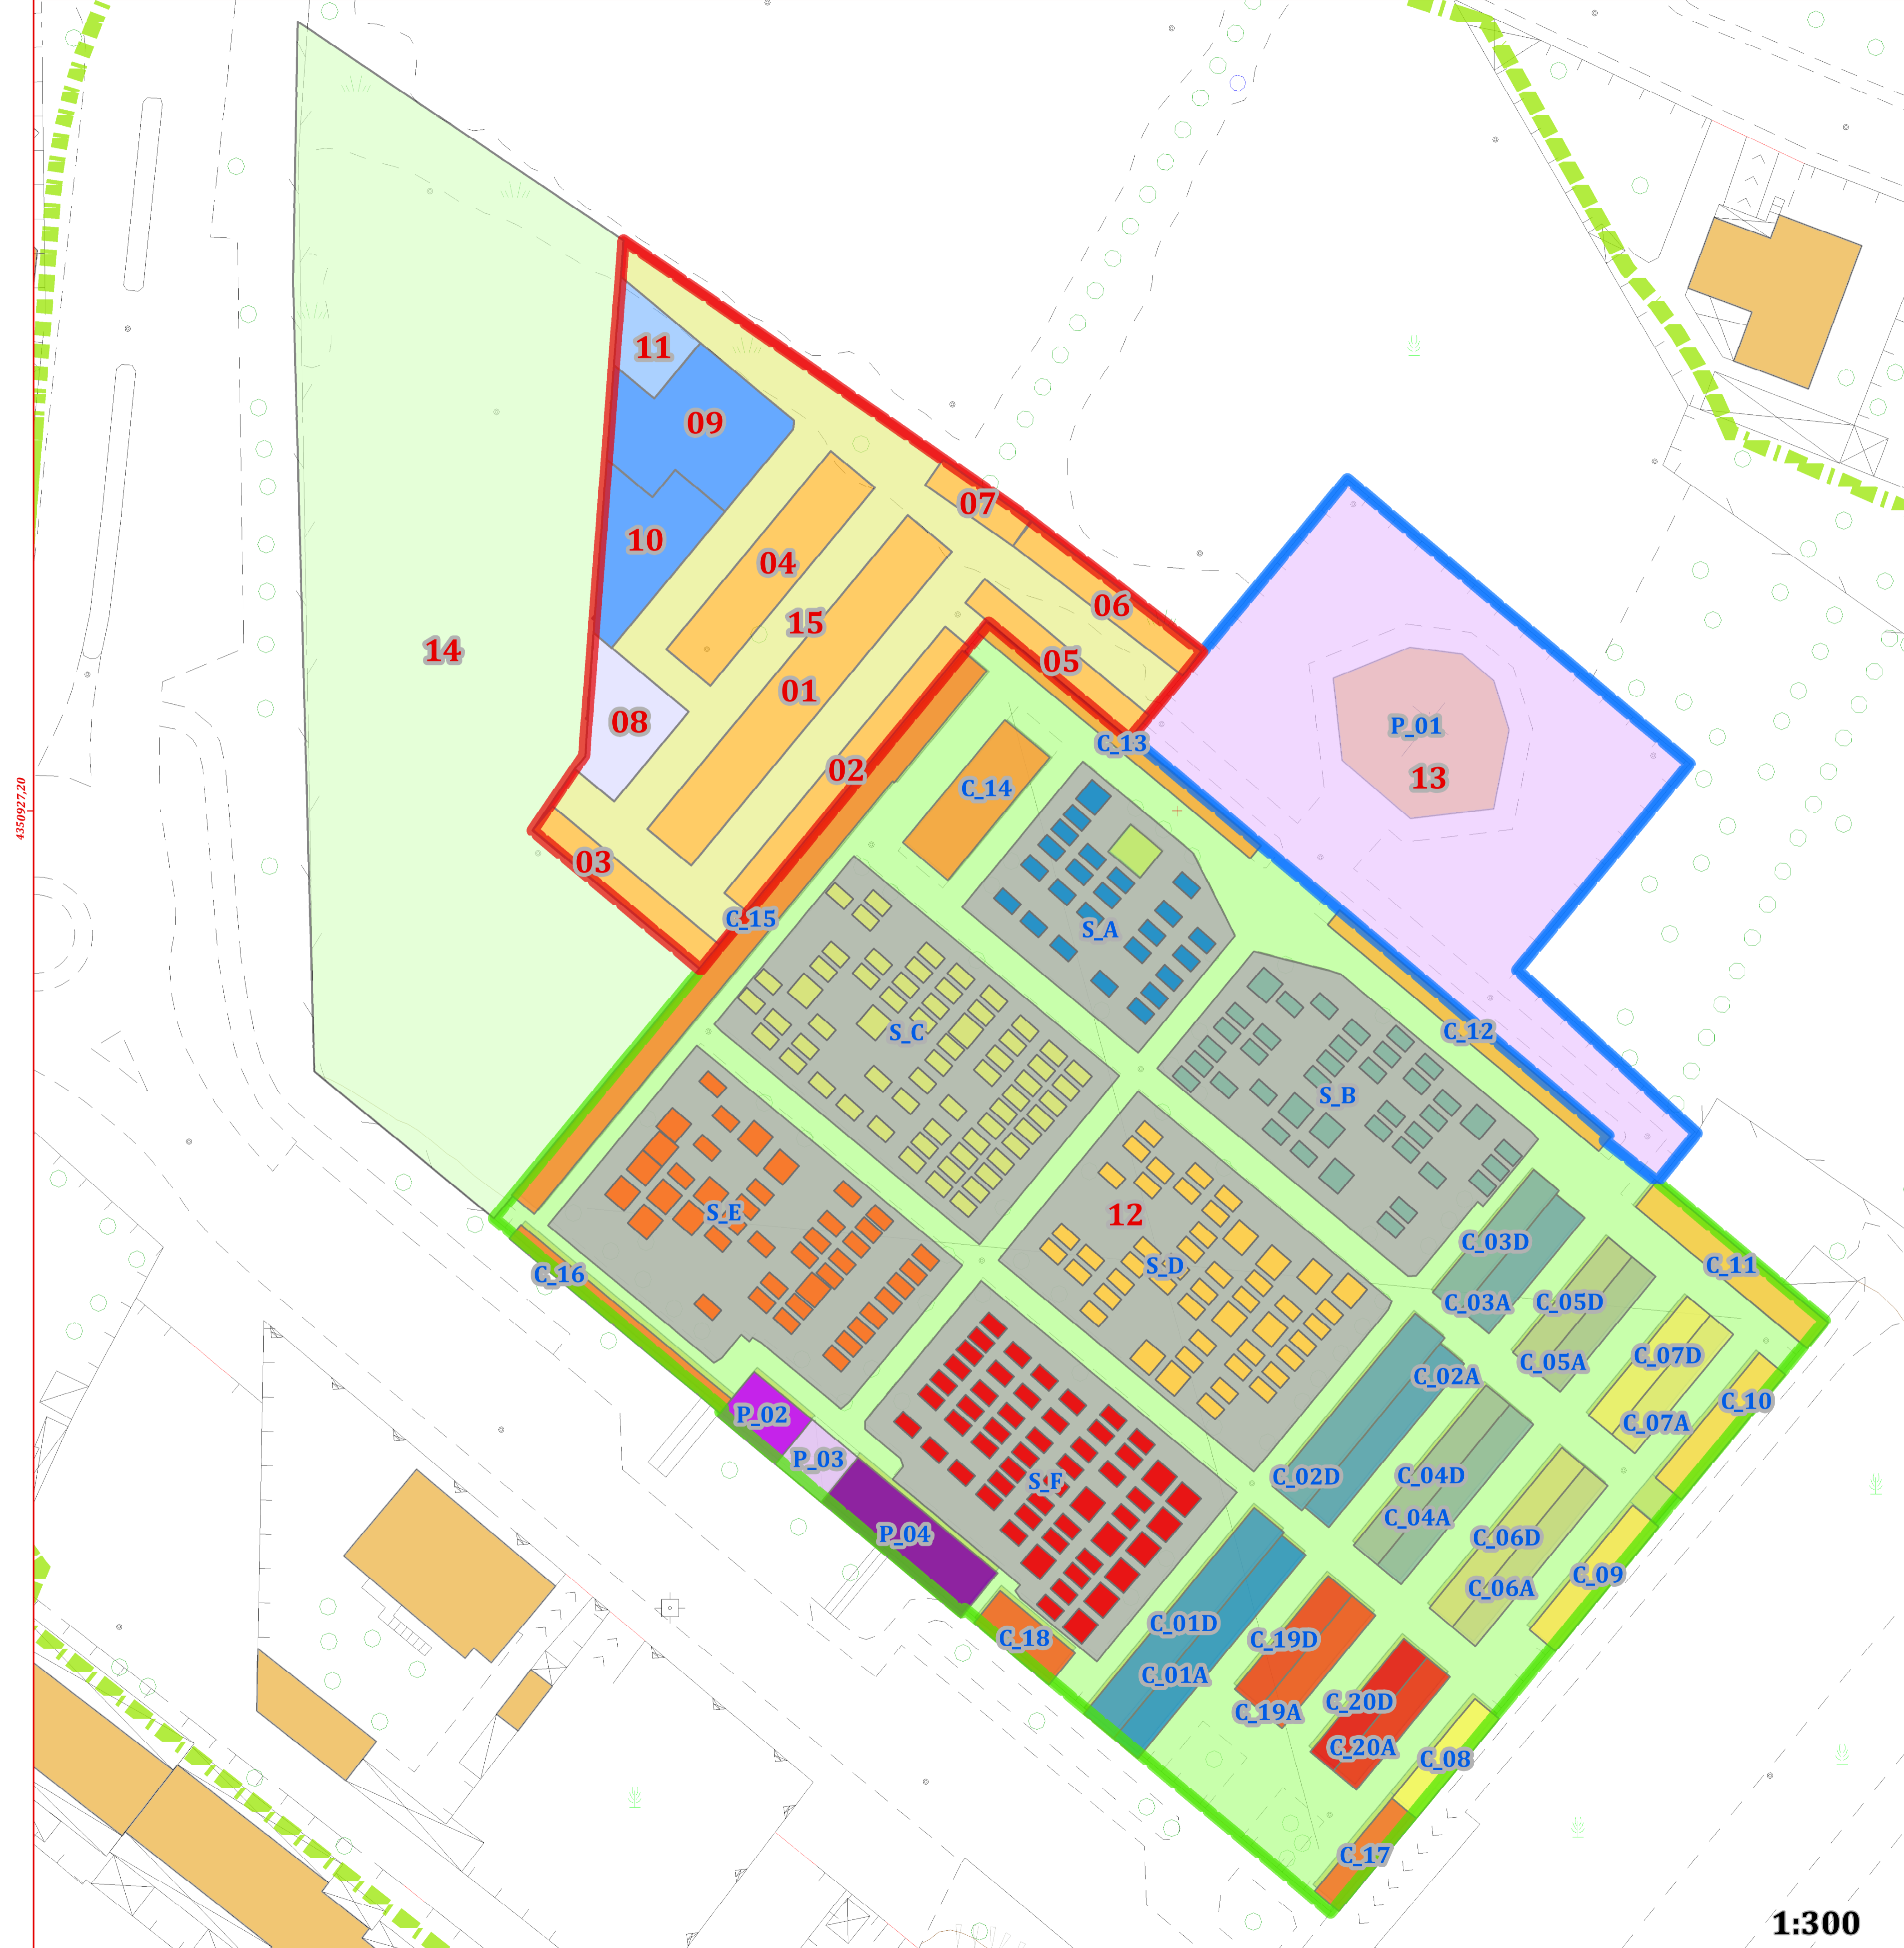 11
09
07
10
04
06
15
14
05
01
08
P_01
C_13
02
13
C_14
03
C_15
S_A
S_C
C_12
S_B
S_E
12
C_03D
S_D
C_11
C_16
C_05D
C_03A
C_07D
C_05A
C_02A
C_10
P_02
C_07A
P_03
C_04D
C_02D
S_F
C_04A
P_04
C_06D
C_09
C_06A
C_01D
C_18
C_19D
C_01A
C_20D
C_19A
C_20A
C_08
C_17
4350927,20
1:300